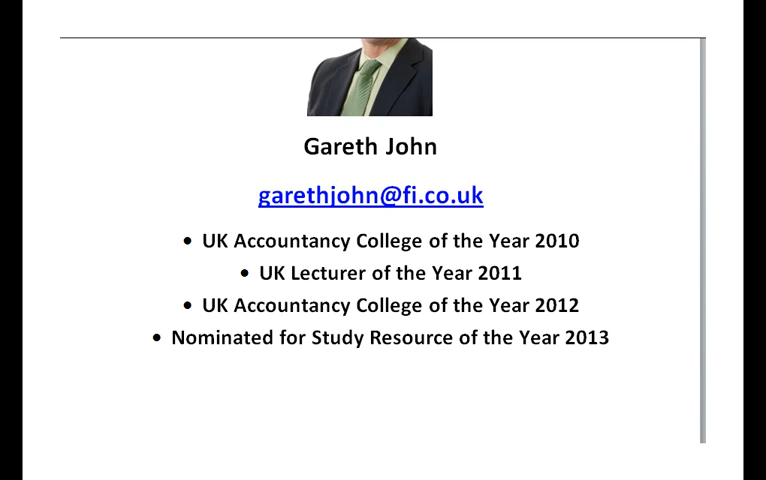 Gareth John
garethjohn@fi.co.uk
• UK Accountancy College of the Year 2010
• UK Lecturer of the Year 2011
• UK Accountancy College of the Year 2012
• Nominated for Study Resource of the Year 2013